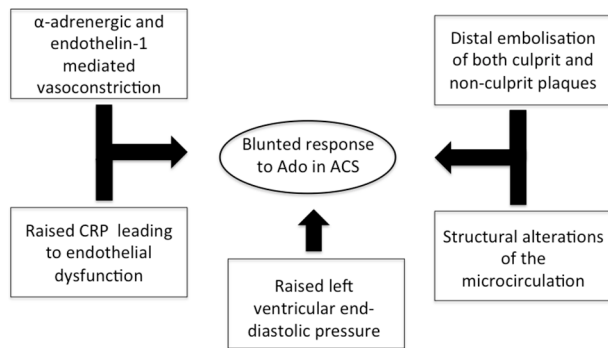 α-adrenergic and
endothelin-1
mediated
vasoconstriction
Distal embolisation
of both culprit and
non-culprit plaques
Blunted response
to Ado in ACS
Raised CRP leading
to endothelial
dysfunction
Structural alterations
of the
microcirculation
Raised left
ventricular end-
diastolic pressure